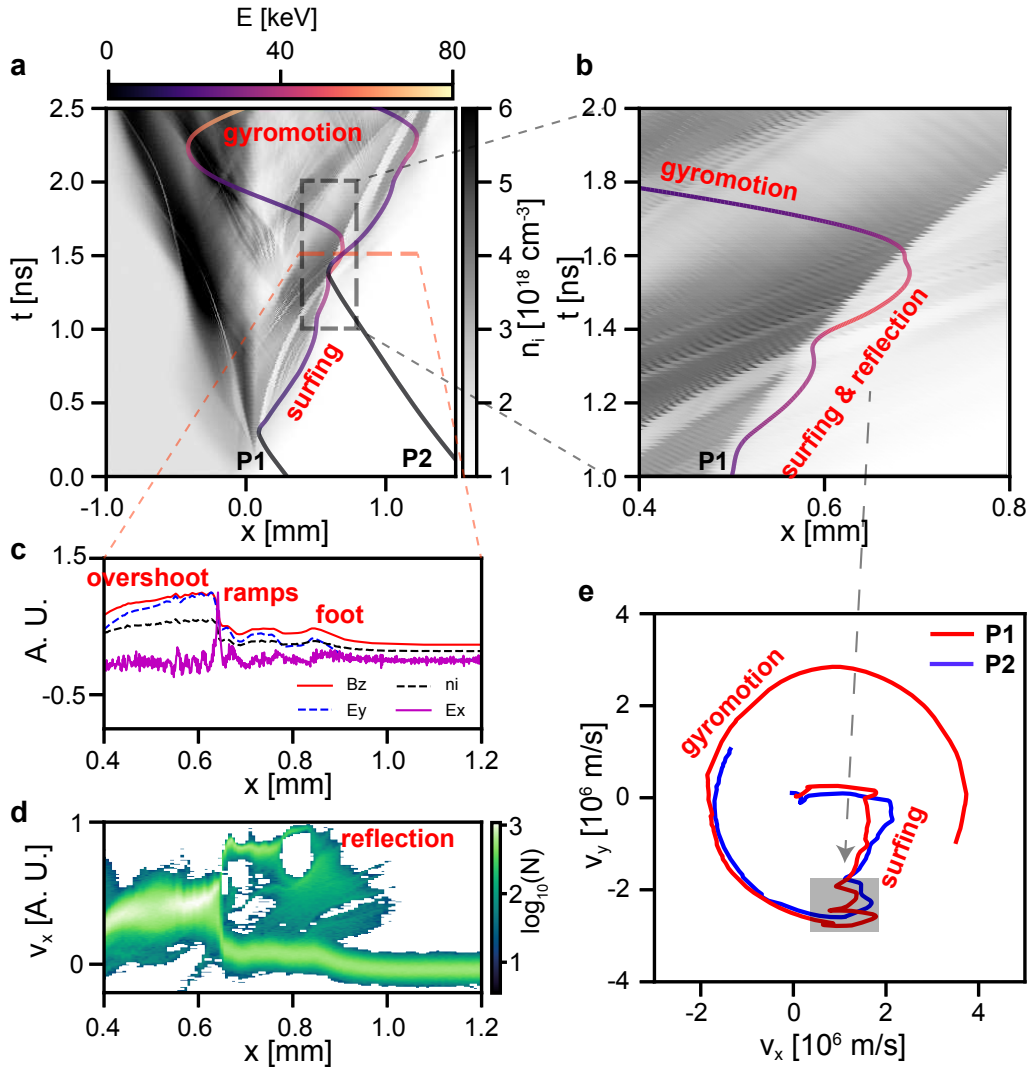 E [keV]
0 40 80
a
b
2.5
2.0
1.5
1.0
0.5
0.0
t [ns]
gyromotion
surfing
P1
P2
-1.0 0.0 1.0
x [mm]
6
5
4
3
2
1
n_i [10^18 cm^-3]
2.0
1.8
1.6
1.4
1.2
1.0
t [ns]
gyromotion
surfing & reflection
P1
0.4 0.6 0.8
x [mm]
c
1.5
-0.5
A. U.
overshoot
ramps
foot
Bz
ni
Ey
Ex
0.4 0.6 0.8 1.0 1.2
x [mm]
d
1
0
v_x [A. U.]
reflection
3
2
1
log_10(N)
0.4 0.6 0.8 1.0 1.2
x [mm]
e
4
2
0
-2
-4
v_y [10^6 m/s]
P1
P2
gyromotion
surfing
-2 0 2 4
v_x [10^6 m/s]